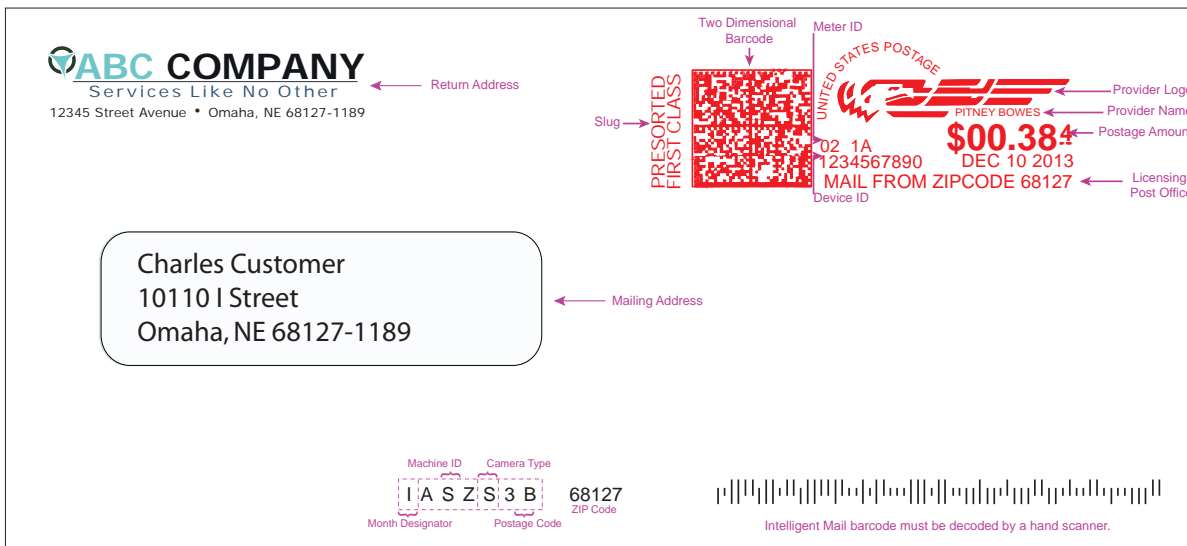 Two Dimensional
Barcode
Meter ID
ABC COMPANY
Services Like No Other
12345 Street Avenue • Omaha, NE 68127-1189
Return Address
Slug
PRESORTED
FIRST CLASS
UNITED STATES POSTAGE
Provider Logo
PITNEY BOWES
Provider Name
$00.384
Postage Amoun
02 1A
1234567890
DEC 10 2013
MAIL FROM ZIPCODE 68127
Licensing
Post Office
Device ID
Charles Customer
10110 I Street
Omaha, NE 68127-1189
Mailing Address
Machine ID
Camera Type
I A S Z S 3 B
68127
ZIP Code
Month Designator
Postage Code
Intelligent Mail barcode must be decoded by a hand scanner.